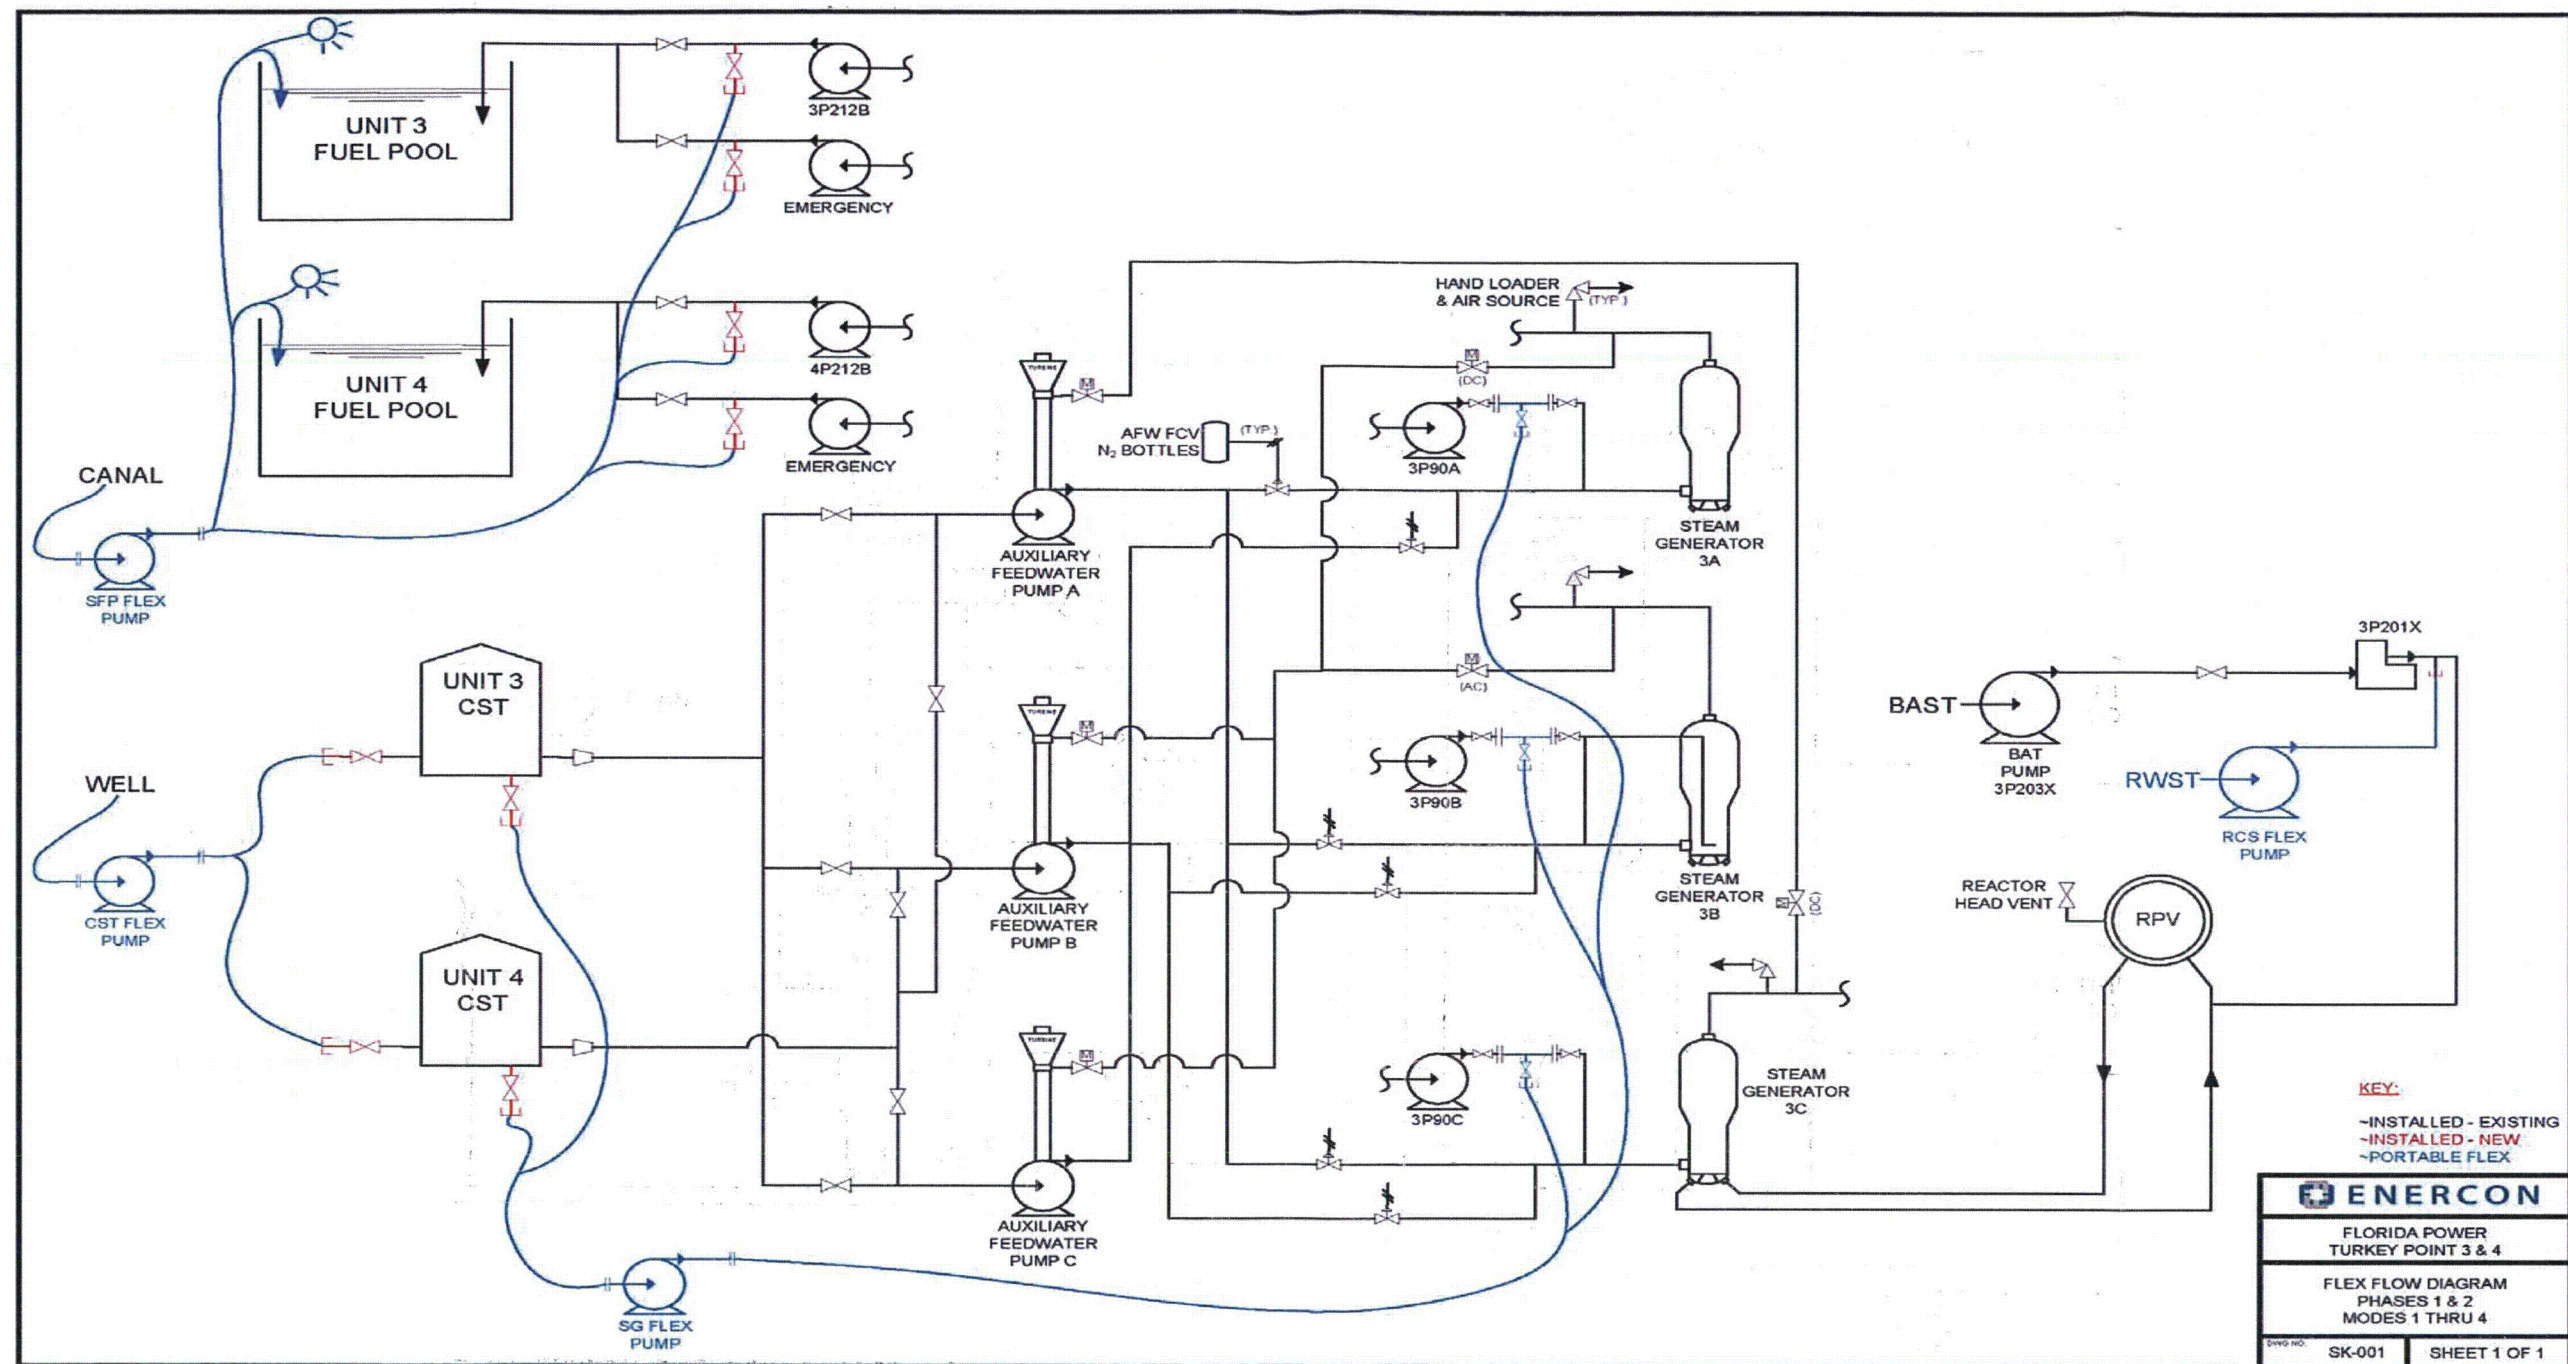 UNIT 3
FUEL POOL
3P212B
EMERGENCY
UNIT 4
FUEL POOL
4P212B
EMERGENCY
CANAL
SFP FLEX
PUMP
UNIT 3
CST
WELL
CST FLEX
PUMP
UNIT 4
CST
SG FLEX
PUMP
TURBINE
M
AUXILIARY
FEEDWATER
PUMP A
TURBINE
M
AUXILIARY
FEEDWATER
PUMP B
TURBINE
M
AUXILIARY
FEEDWATER
PUMP C
AFW FCV
N₂ BOTTLES
(TYP.)
HAND LOADER
& AIR SOURCE
(TYP.)
M
(DC)
3P90A
STEAM
GENERATOR
3A
M
(AC)
3P90B
STEAM
GENERATOR
3B
M
(DC)
3P90C
STEAM
GENERATOR
3C
3P201X
BAST
BAT
PUMP
3P203X
RWST
RCS FLEX
PUMP
REACTOR
HEAD VENT
RPV
KEY:
~INSTALLED - EXISTING
~INSTALLED - NEW
~PORTABLE FLEX
ENERCON
FLORIDA POWER
TURKEY POINT 3 & 4
FLEX FLOW DIAGRAM
PHASES 1 & 2
MODES 1 THRU 4
DWG NO.
SK-001
SHEET 1 OF 1